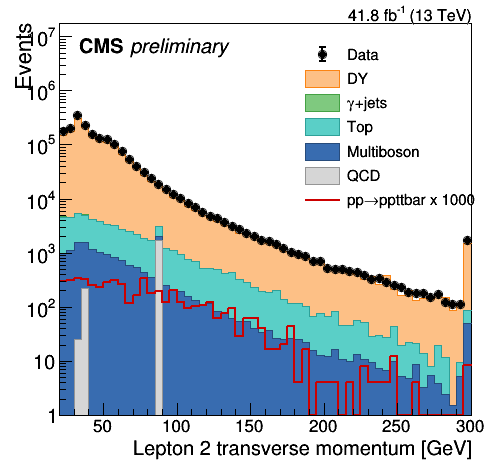 41.8 fb⁻¹ (13 TeV)
Events
CMS preliminary
Data
DY
γ+jets
Top
Multiboson
QCD
pp→ppttbar x 1000
10⁷
10⁶
10⁵
10⁴
10³
10²
10
1
50 100 150 200 250 300
Lepton 2 transverse momentum [GeV]